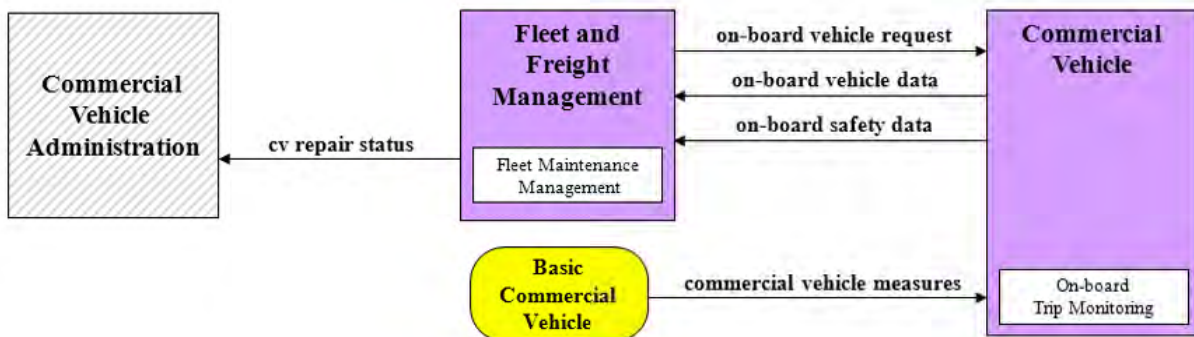 Commercial
Vehicle
Administration
cv repair status
Fleet and
Freight
Management
Fleet Maintenance
Management
on-board vehicle request
on-board vehicle data
on-board safety data
Commercial
Vehicle
Basic
Commercial
Vehicle
commercial vehicle measures
On-board
Trip Monitoring